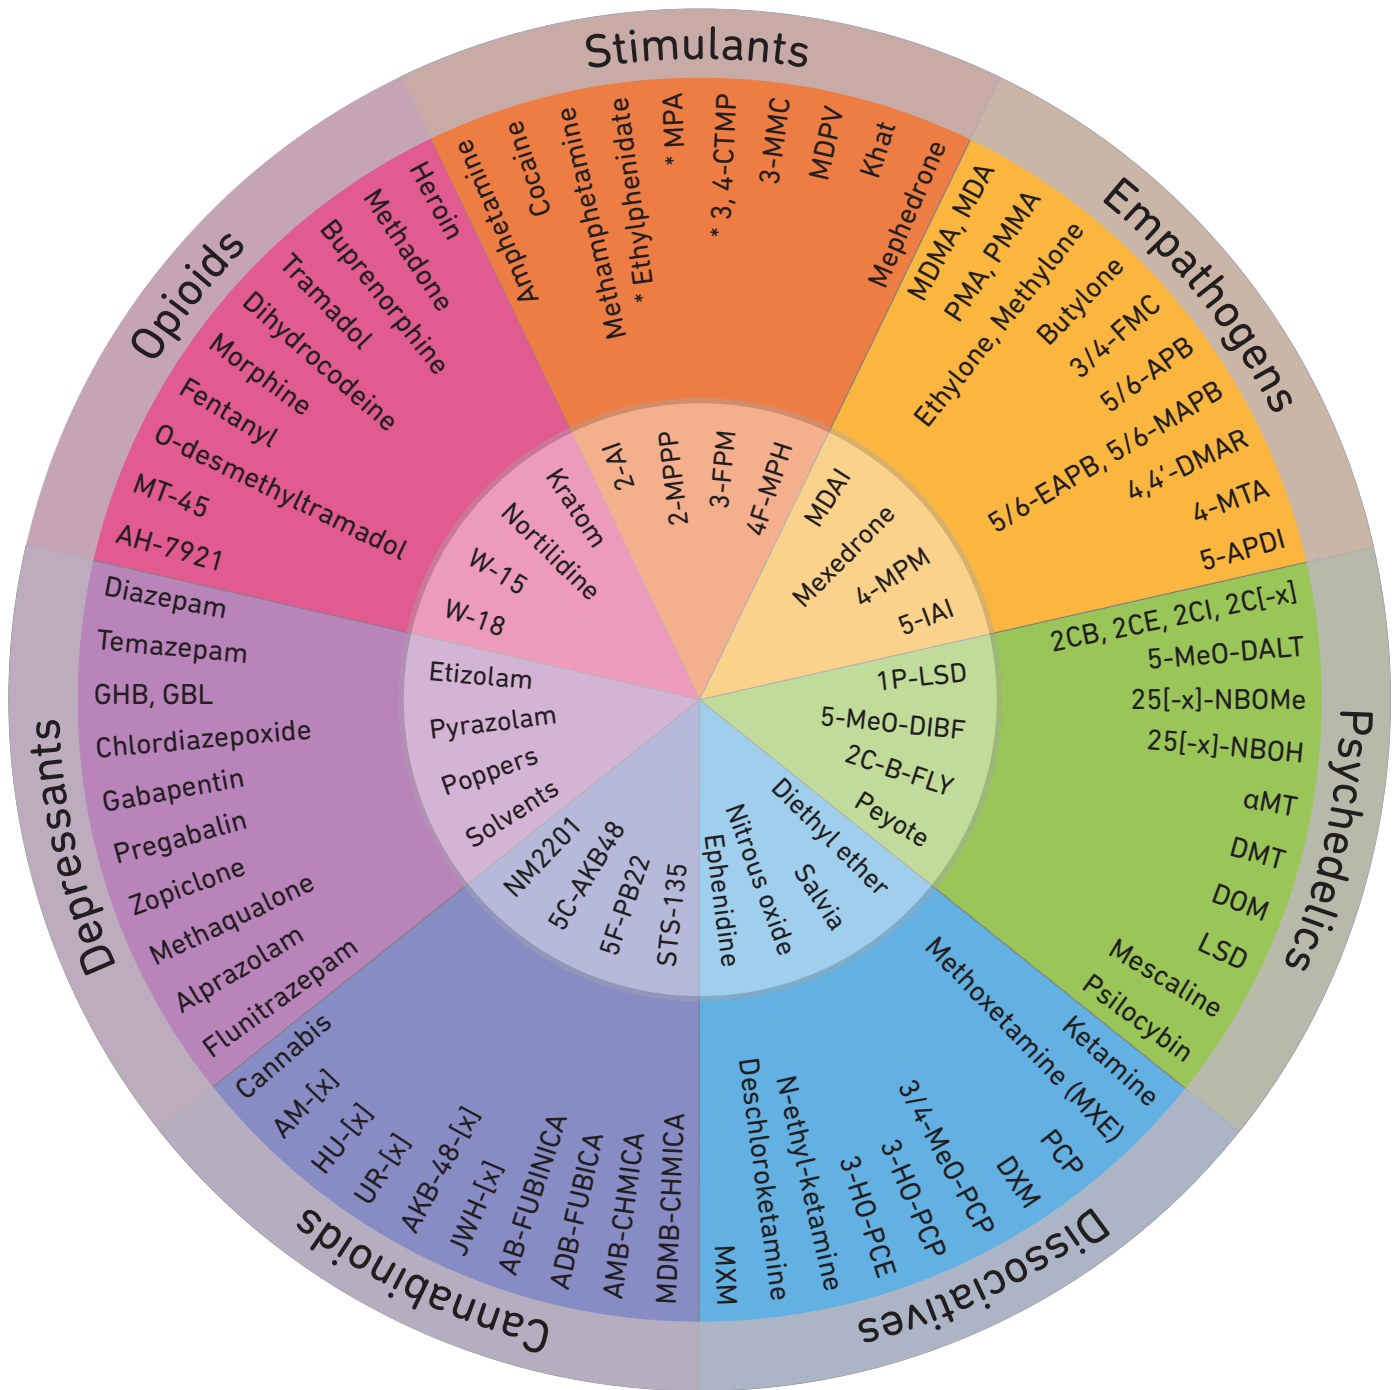 Stimulants
Amphetamine
Cocaine
Methamphetamine
* Ethylphenidate
* MPA
* 3, 4-CTMP
3-MMC
MDPV
Khat
Mephedrone
2-AI
2-MPPP
3-FPM
4F-MPH
Empathogens
MDMA, MDA
PMA, PMMA
Ethylone, Methylone
Butylone
3/4-FMC
5/6-APB
5/6-EAPB, 5/6-MAPB
4,4'-DMAR
4-MTA
5-APDI
MDAI
Mexedrone
4-MPM
5-IAI
Psychedelics
2CB, 2CE, 2CI, 2C[-x]
5-MeO-DALT
25[-x]-NBOMe
25[-x]-NBOH
αMT
DMT
DOM
LSD
Mescaline
Psilocybin
1P-LSD
5-MeO-DIBF
2C-B-FLY
Peyote
Dissociatives
Ketamine
Methoxetamine (MXE)
PCP
DXM
3/4-MeO-PCP
3-HO-PCP
3-HO-PCE
N-ethyl-ketamine
Deschloroketamine
MXM
Diethyl ether
Salvia
Nitrous oxide
Ephenidine
Cannabinoids
MDMB-CHMICA
AMB-CHMICA
ADB-FUBICA
AB-FUBINICA
JWH-[x]
AKB-48-[x]
UR-[x]
HU-[x]
AM-[x]
Cannabis
STS-135
5F-PB22
5C-AKB48
NM2201
Depressants
Flunitrazepam
Alprazolam
Methaqualone
Zopiclone
Pregabalin
Gabapentin
Chlordiazepoxide
GHB, GBL
Temazepam
Diazepam
Solvents
Poppers
Pyrazolam
Etizolam
Opioids
AH-7921
MT-45
O-desmethyltramadol
Fentanyl
Morphine
Dihydrocodeine
Tramadol
Buprenorphine
Methadone
Heroin
W-18
W-15
Nortilidine
Kratom